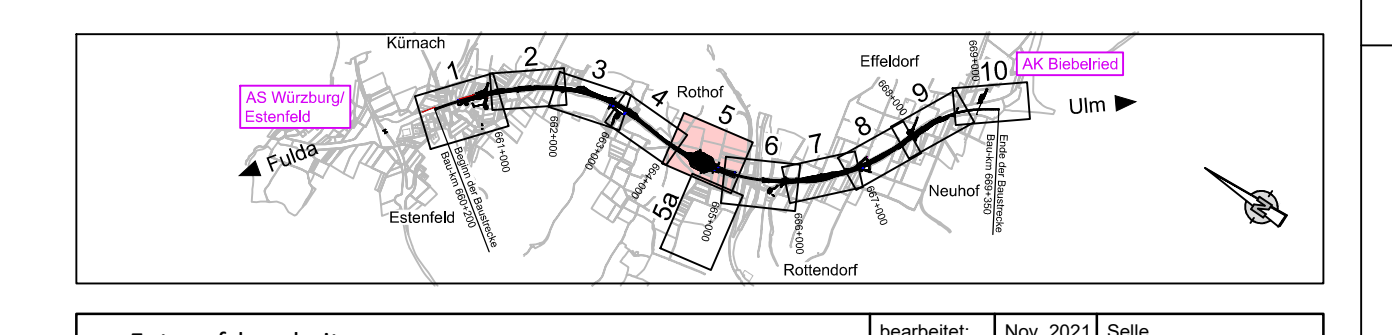 Kürnach
AS Würzburg/
Estenfeld
Fulda
Estenfeld
1
2
3
4
5
5a
6
7
8
9
10
Rothof
Effeldorf
AK Biebelried
Ulm
Neuhof
Rottendorf
Beginn der Baustrecke
Bau-km 660+200
661+000
662+000
663+000
664+000
665+000
666+000
667+000
668+000
669+000
Ende der Baustrecke
Bau-km 669+350
N
bearbeitet:
Nov. 2021
Selle